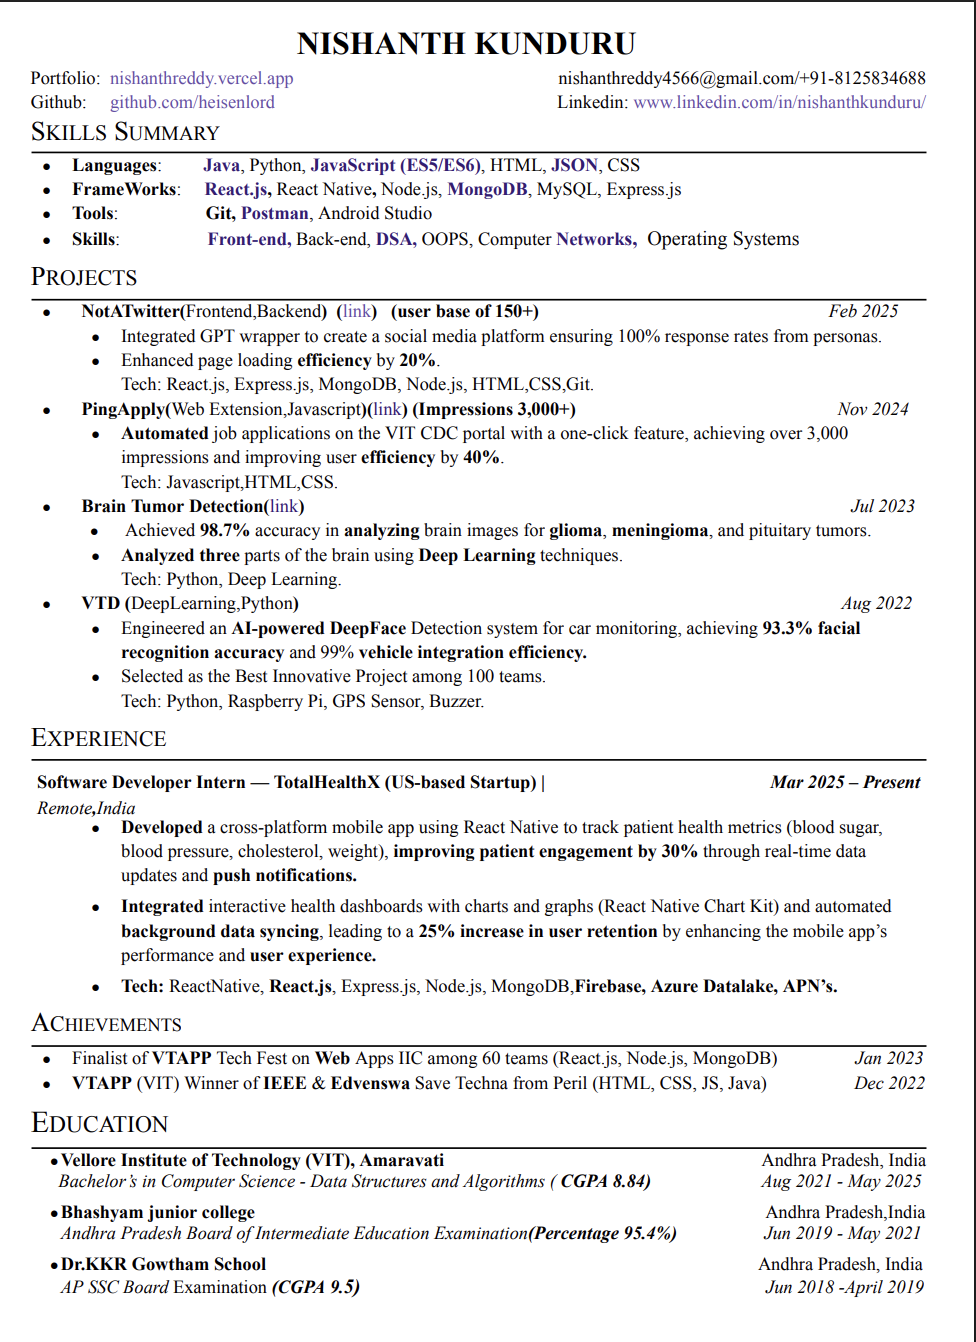 NISHANTH KUNDURU
Portfolio: nishanthreddy.vercel.app nishanthreddy4566@gmail.com/+91-8125834688
Github: github.com/heisenlord Linkedin: www.linkedin.com/in/nishanthkunduru/
SKILLS SUMMARY
• Languages: Java, Python, JavaScript (ES5/ES6), HTML, JSON, CSS
• FrameWorks: React.js, React Native, Node.js, MongoDB, MySQL, Express.js
• Tools: Git, Postman, Android Studio
• Skills: Front-end, Back-end, DSA, OOPS, Computer Networks, Operating Systems
PROJECTS
• NotATwitter(Frontend,Backend) (link) (user base of 150+) Feb 2025
• Integrated GPT wrapper to create a social media platform ensuring 100% response rates from personas.
• Enhanced page loading efficiency by 20%.
Tech: React.js, Express.js, MongoDB, Node.js, HTML,CSS,Git.
• PingApply(Web Extension,Javascript)(link) (Impressions 3,000+) Nov 2024
• Automated job applications on the VIT CDC portal with a one-click feature, achieving over 3,000
impressions and improving user efficiency by 40%.
Tech: Javascript,HTML,CSS.
• Brain Tumor Detection(link) Jul 2023
• Achieved 98.7% accuracy in analyzing brain images for glioma, meningioma, and pituitary tumors.
• Analyzed three parts of the brain using Deep Learning techniques.
Tech: Python, Deep Learning.
• VTD (DeepLearning,Python) Aug 2022
• Engineered an AI-powered DeepFace Detection system for car monitoring, achieving 93.3% facial
recognition accuracy and 99% vehicle integration efficiency.
• Selected as the Best Innovative Project among 100 teams.
Tech: Python, Raspberry Pi, GPS Sensor, Buzzer.
EXPERIENCE
Software Developer Intern — TotalHealthX (US-based Startup) | Mar 2025 – Present
Remote,India
• Developed a cross-platform mobile app using React Native to track patient health metrics (blood sugar,
blood pressure, cholesterol, weight), improving patient engagement by 30% through real-time data
updates and push notifications.
• Integrated interactive health dashboards with charts and graphs (React Native Chart Kit) and automated
background data syncing, leading to a 25% increase in user retention by enhancing the mobile app's
performance and user experience.
• Tech: ReactNative, React.js, Express.js, Node.js, MongoDB,Firebase, Azure Datalake, APN's.
ACHIEVEMENTS
• Finalist of VTAPP Tech Fest on Web Apps IIC among 60 teams (React.js, Node.js, MongoDB) Jan 2023
• VTAPP (VIT) Winner of IEEE & Edvenswa Save Techna from Peril (HTML, CSS, JS, Java) Dec 2022
EDUCATION
• Vellore Institute of Technology (VIT), Amaravati Andhra Pradesh, India
Bachelor's in Computer Science - Data Structures and Algorithms ( CGPA 8.84) Aug 2021 - May 2025
• Bhashyam junior college Andhra Pradesh,India
Andhra Pradesh Board of Intermediate Education Examination(Percentage 95.4%) Jun 2019 - May 2021
• Dr.KKR Gowtham School Andhra Pradesh, India
AP SSC Board Examination (CGPA 9.5) Jun 2018 -April 2019